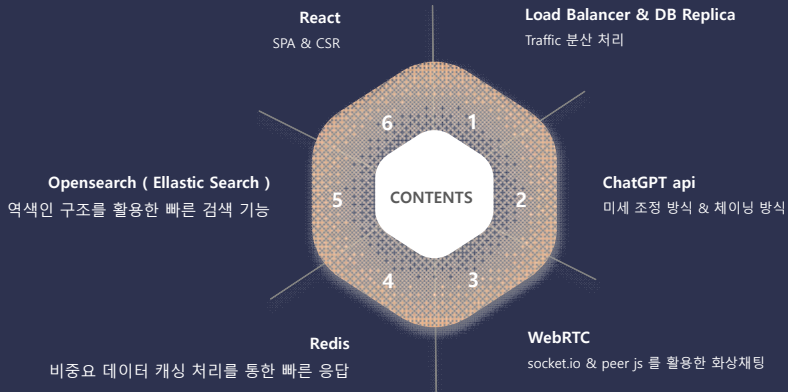 React
SPA & CSR
Load Balancer & DB Replica
Traffic 분산 처리
6
1
Opensearch ( Ellastic Search )
역색인 구조를 활용한 빠른 검색 기능
5
CONTENTS
2
ChatGPT api
미세 조정 방식 & 체이닝 방식
4
3
Redis
비중요 데이터 캐싱 처리를 통한 빠른 응답
WebRTC
socket.io & peer js 를 활용한 화상채팅